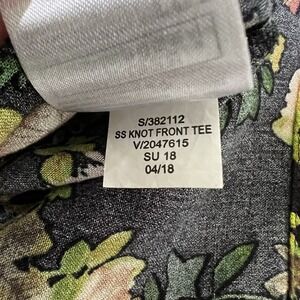 S/382112
SS KNOT FRONT TEE
V/2047615
SU 18
04/18